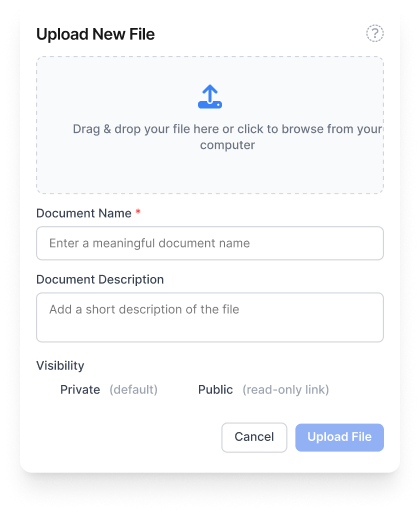 Upload New File
?
Drag & drop your file here or click to browse from your
computer
Document Name *
Enter a meaningful document name
Document Description
Add a short description of the file
Visibility
Private (default) Public (read-only link)
Cancel Upload File